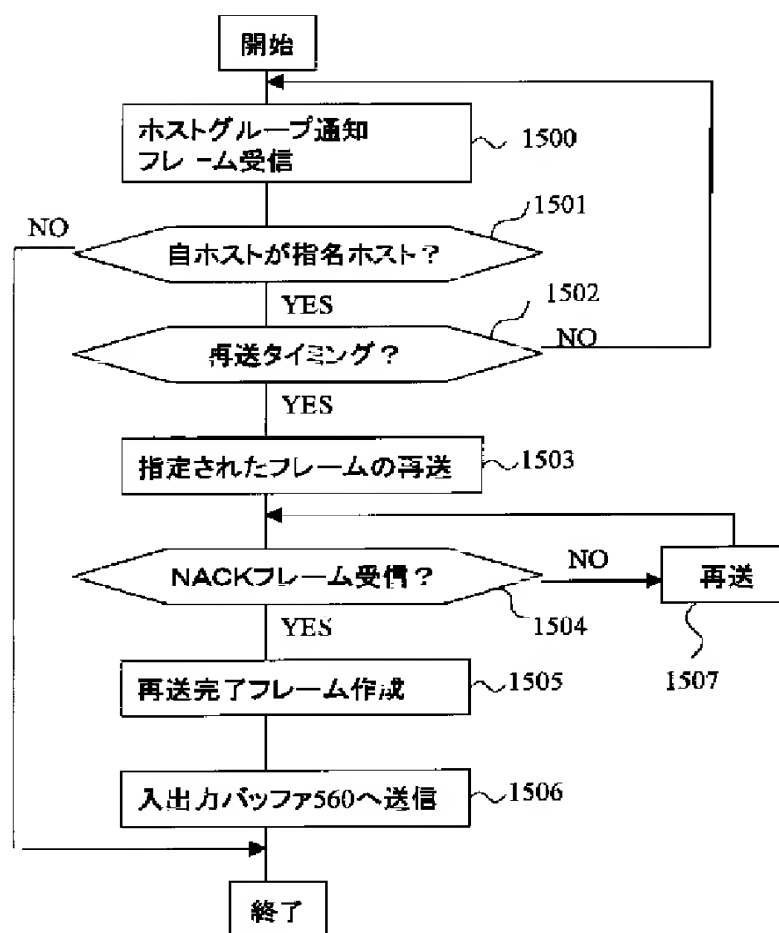 開始
ホストグループ通知
フレーム受信
1500
1501
NO
自ホストが指名ホスト?
YES
1502
再送タイミング?
NO
YES
指定されたフレームの再送
1503
NACKフレーム受信?
NO
再送
1504
YES
1507
再送完了フレーム作成
1505
入出力バッファ560へ送信
1506
終了